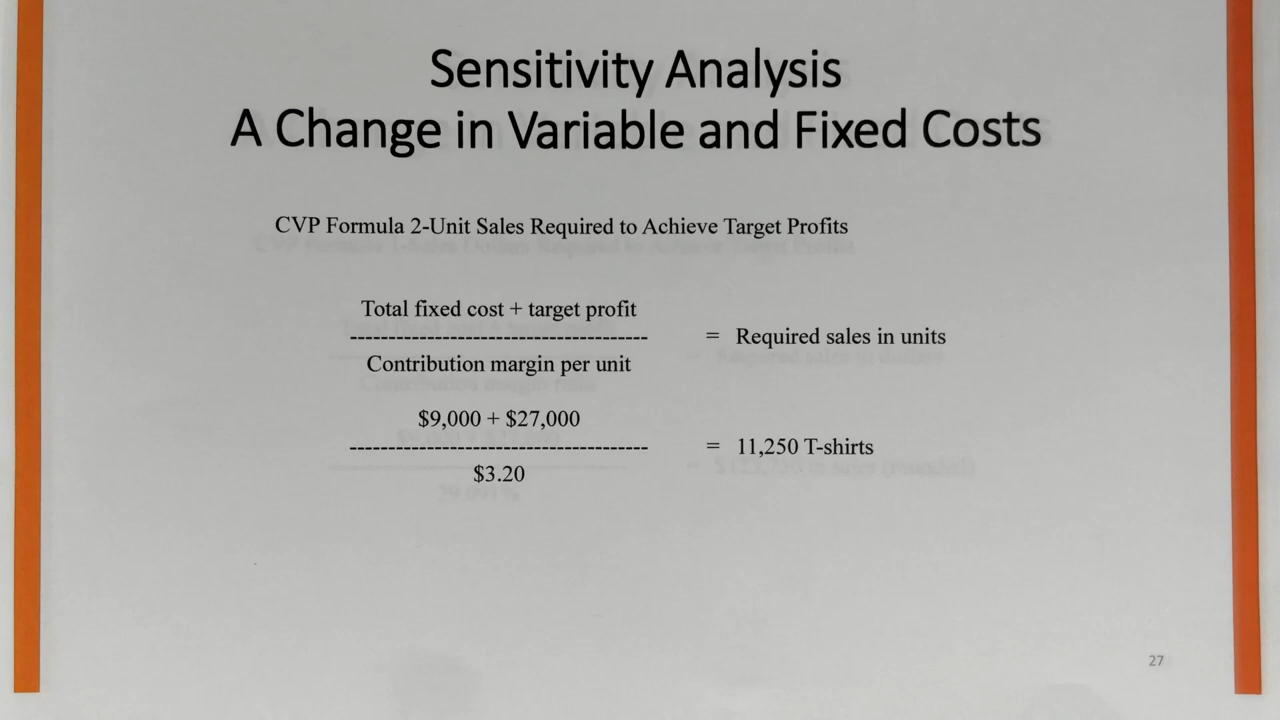 Sensitivity Analysis
A Change in Variable and Fixed Costs
CVP Formula 2-Unit Sales Required to Achieve Target Profits
Total fixed cost + target profit
---------------------------------------
= Required sales in units
Contribution margin per unit
$9,000 + $27,000
---------------------------------------
= 11,250 T-shirts
$3.20
27